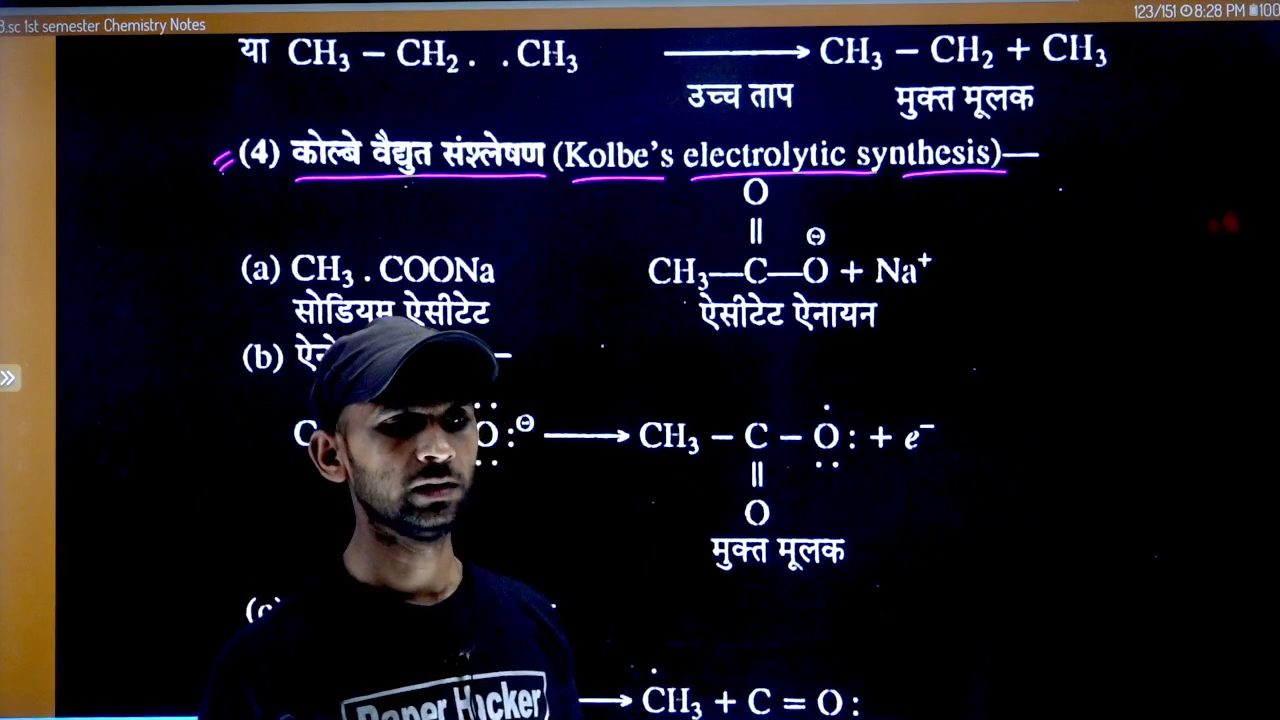 B.sc 1st semester Chemistry Notes
123/151 8:28 PM 100
या CH₃ – CH₂ . . CH₃ ⟶ CH₃ – CH₂ + CH₃
उच्च ताप मुक्त मूलक
(4) कोल्बे वैद्युत संश्लेषण (Kolbe's electrolytic synthesis)—
O
||
(a) CH₃ . COONa CH₃—C—O⊖ + Na⁺
सोडियम ऐसीटेट ऐसीटेट ऐनायन
(b)
C O:⊖ ⟶ CH₃ – C – O: + e⁻
||
O
मुक्त मूलक
⟶ CH₃ + C = O:
Hacker